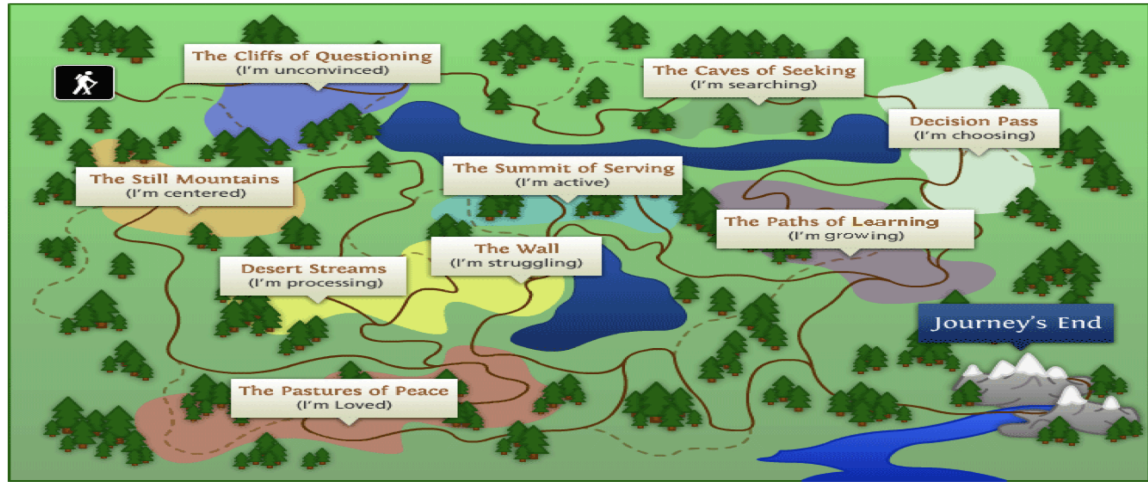 The Cliffs of Questioning
(I'm unconvinced)
The Caves of Seeking
(I'm searching)
Decision Pass
(I'm choosing)
The Still Mountains
(I'm centered)
The Summit of Serving
(I'm active)
The Paths of Learning
(I'm growing)
The Wall
(I'm struggling)
Desert Streams
(I'm processing)
Journey's End
The Pastures of Peace
(I'm Loved)